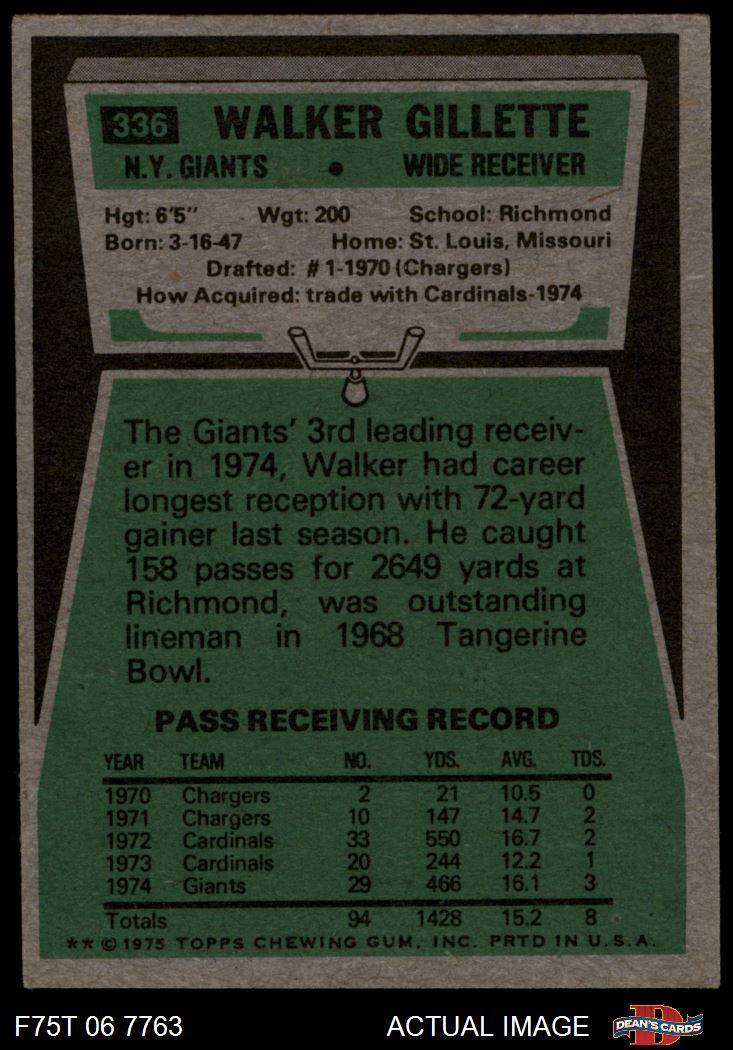 336 WALKER GILLETTE
N.Y. GIANTS • WIDE RECEIVER
Hgt: 6'5" Wgt: 200 School: Richmond
Born: 3-16-47 Home: St. Louis, Missouri
Drafted: #1-1970 (Chargers)
How Acquired: trade with Cardinals-1974
The Giants' 3rd leading receiv-
er in 1974, Walker had career
longest reception with 72-yard
gainer last season. He caught
158 passes for 2649 yards at
Richmond, was outstanding
lineman in 1968 Tangerine
Bowl.
PASS RECEIVING RECORD
YEAR TEAM NO. YDS. AVG. TDS.
1970 Chargers 2 21 10.5 0
1971 Chargers 10 147 14.7 2
1972 Cardinals 33 550 16.7 2
1973 Cardinals 20 244 12.2 1
1974 Giants 29 466 16.1 3
Totals 94 1428 15.2 8
** © 1975 TOPPS CHEWING GUM, INC. PRTD IN U.S.A.
F75T 06 7763 ACTUAL IMAGE DEAN'S CARDS